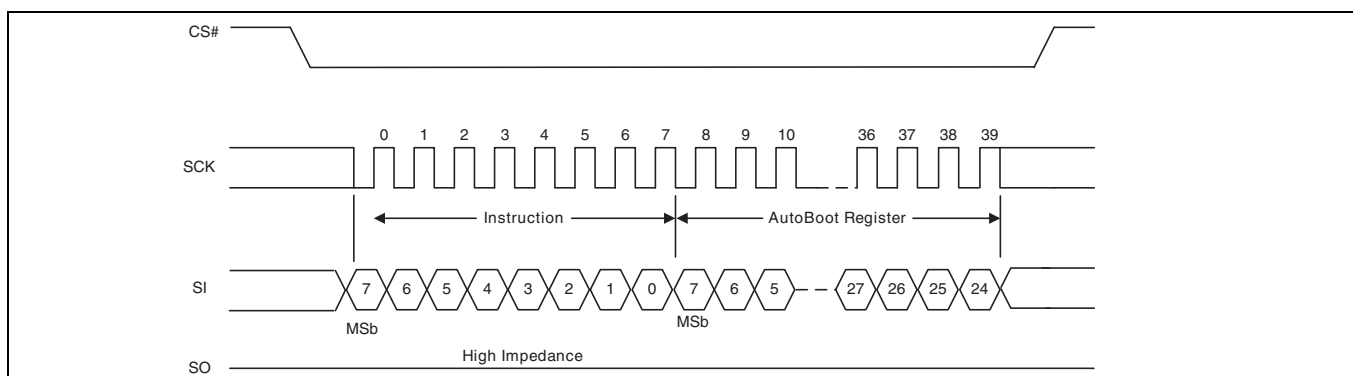 CS#
0 1 2 3 4 5 6 7 8 9 10 36 37 38 39
SCK
Instruction AutoBoot Register
SI 7 6 5 4 3 2 1 0 7 6 5 27 26 25 24
MSb MSb
High Impedance
SO